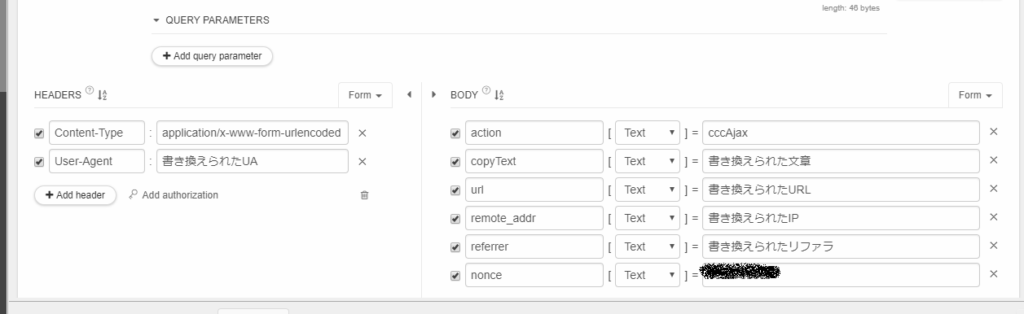 length: 46 bytes
QUERY PARAMETERS
Add query parameter
HEADERS ? Form
Content-Type : application/x-www-form-urlencoded
User-Agent : 書き換えられたUA
Add header Add authorization
BODY ? Form
action [ Text ] = cccAjax
copyText [ Text ] = 書き換えられた文章
url [ Text ] = 書き換えられたURL
remote_addr [ Text ] = 書き換えられたIP
referrer [ Text ] = 書き換えられたリファラ
nonce [ Text ] =